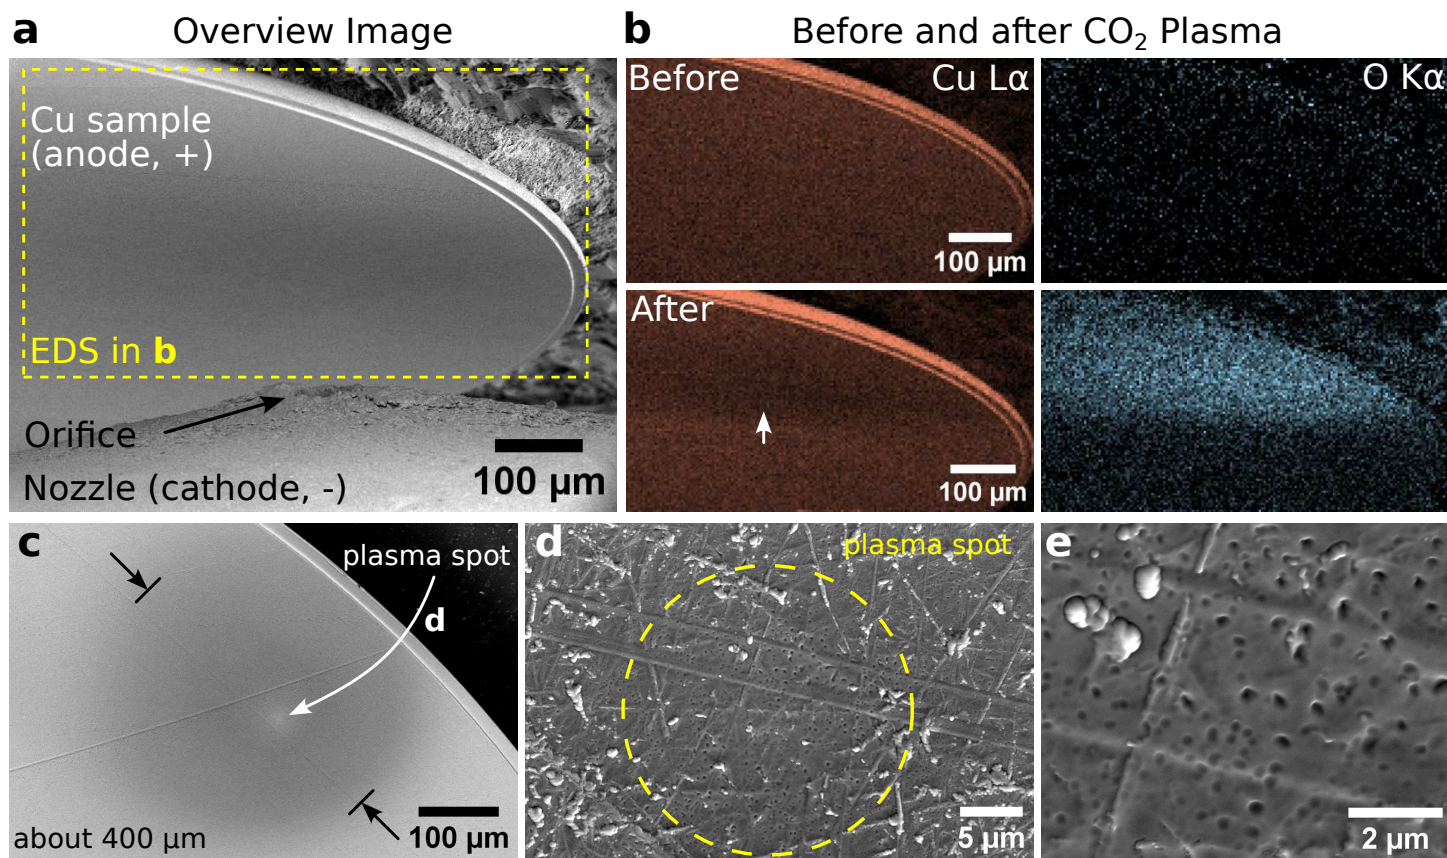 a
Overview Image
Cu sample
(anode, +)
EDS in b
Orifice
Nozzle (cathode, -)
100 µm
b
Before and after CO₂ Plasma
Before
Cu Lα
100 µm
O Kα
After
100 µm
c
plasma spot
d
about 400 µm
100 µm
d
plasma spot
5 µm
e
2 µm